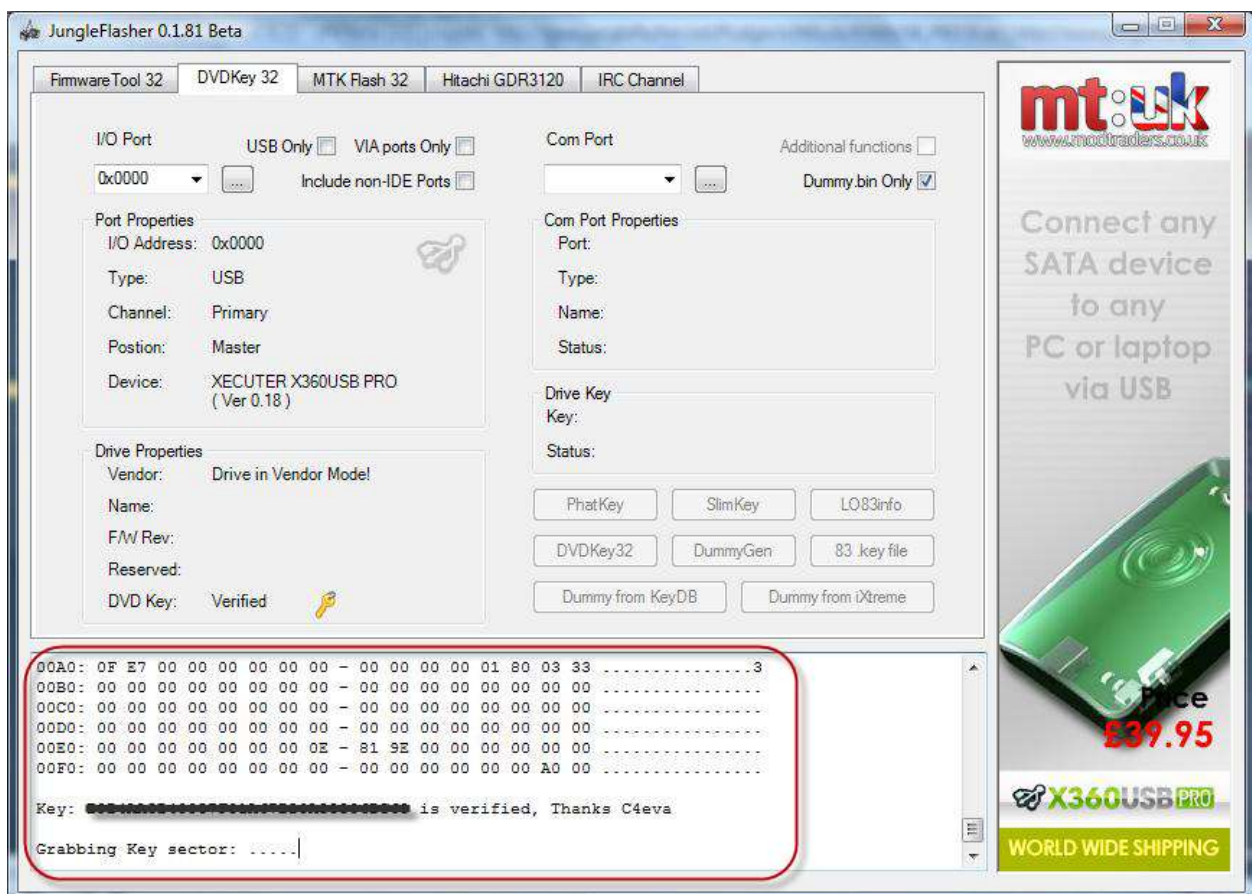 JungleFlasher 0.1.81 Beta
FirmwareTool 32
DVDKey 32
MTK Flash 32
Hitachi GDR3120
IRC Channel
I/O Port
USB Only
VIA ports Only
0x0000
...
Include non-IDE Ports
Port Properties
I/O Address: 0x0000
Type: USB
Channel: Primary
Postion: Master
Device: XECUTER X360USB PRO
( Ver 0.18 )
Drive Properties
Vendor: Drive in Vendor Mode!
Name:
F/W Rev:
Reserved:
DVD Key: Verified
Com Port
Additional functions
...
Dummy.bin Only
Com Port Properties
Port:
Type:
Name:
Status:
Drive Key
Key:
Status:
PhatKey
SlimKey
LO83info
DVDKey32
DummyGen
83 .key file
Dummy from KeyDB
Dummy from iXtreme
00A0: 0F E7 00 00 00 00 00 00 - 00 00 00 00 01 80 03 33 ...............3
00B0: 00 00 00 00 00 00 00 00 - 00 00 00 00 00 00 00 00 ................
00C0: 00 00 00 00 00 00 00 00 - 00 00 00 00 00 00 00 00 ................
00D0: 00 00 00 00 00 00 00 00 - 00 00 00 00 00 00 00 00 ................
00E0: 00 00 00 00 00 00 00 0E - 81 9E 00 00 00 00 00 00 ................
00F0: 00 00 00 00 00 00 00 00 - 00 00 00 00 00 00 A0 00 ................
Key: is verified, Thanks C4eva
Grabbing Key sector: .....
mt:uk
www.modtraders.co.uk
Connect any
SATA device
to any
PC or laptop
via USB
Price
£39.95
X360USB PRO
WORLD WIDE SHIPPING